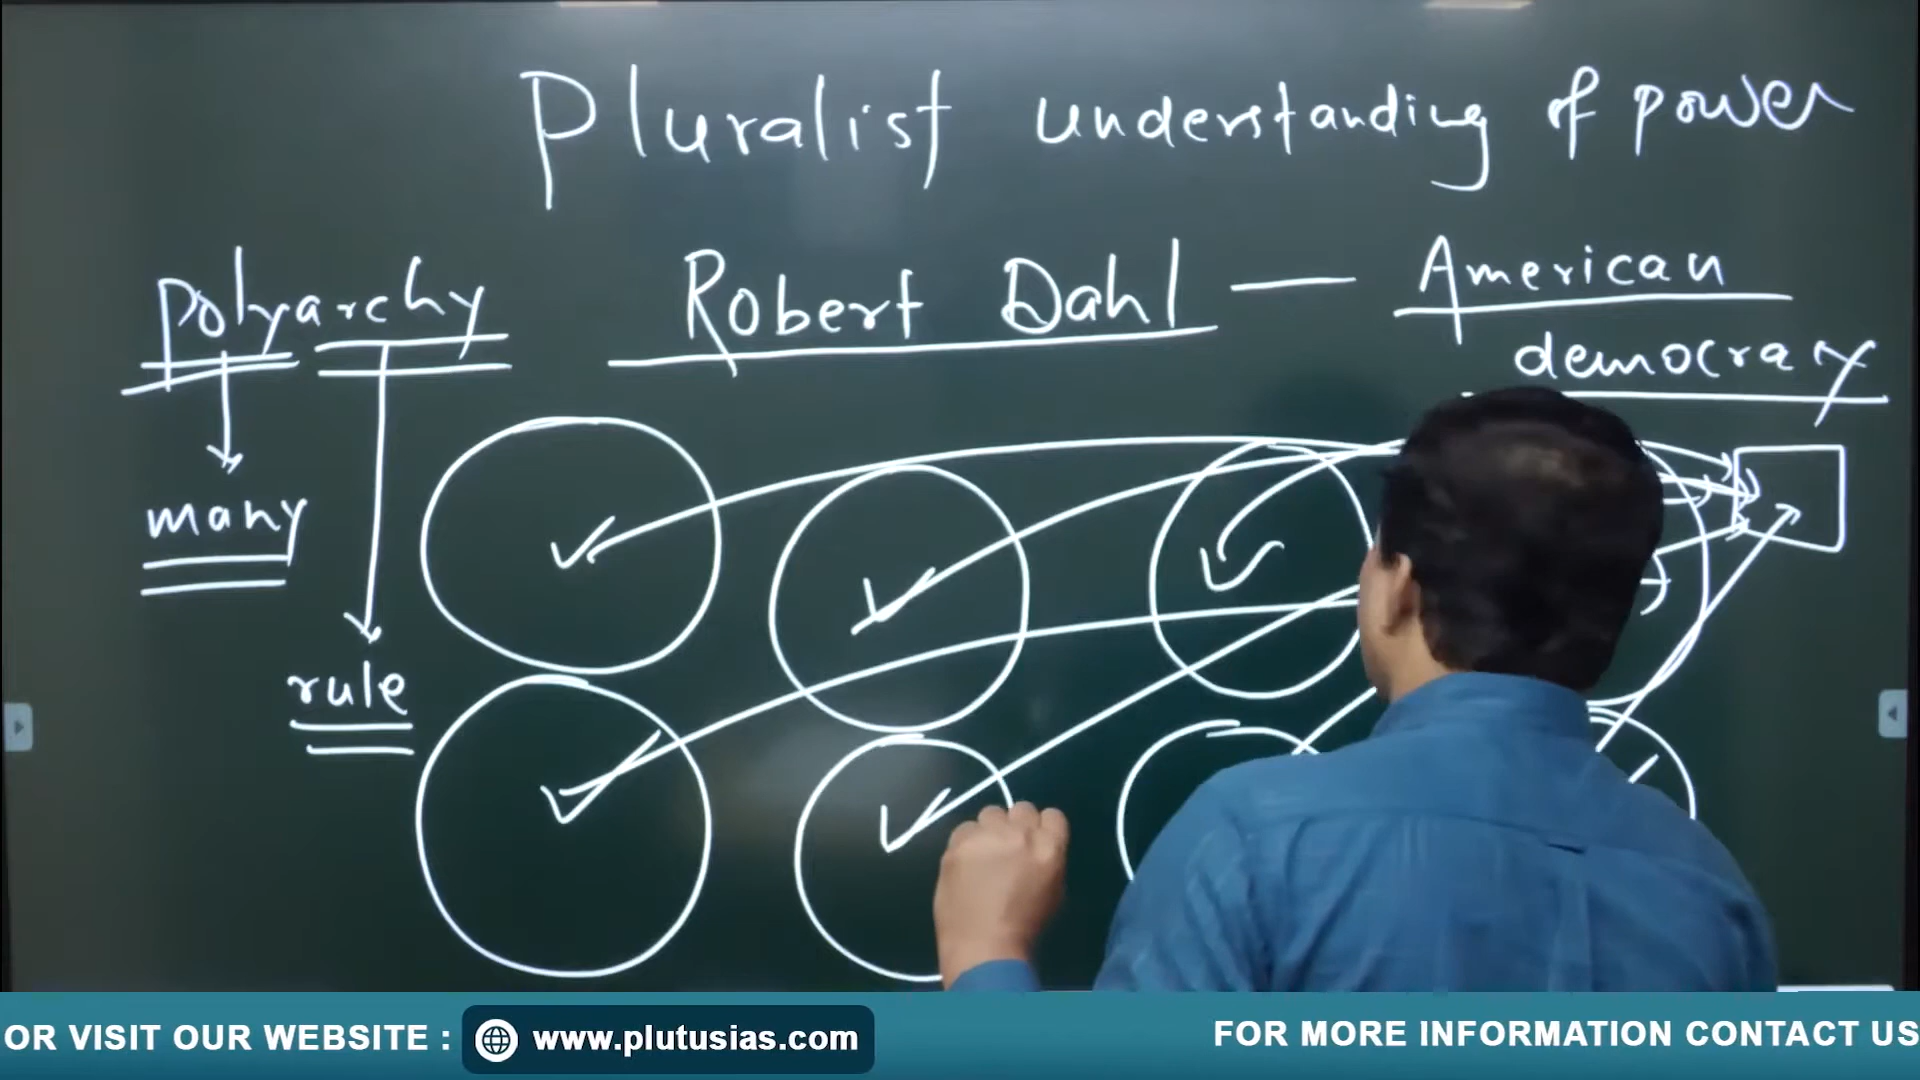 Pluralist understanding of power
polyarchy Robert Dahl — American
democracy
many
rule
OR VISIT OUR WEBSITE : www.plutusias.com FOR MORE INFORMATION CONTACT US